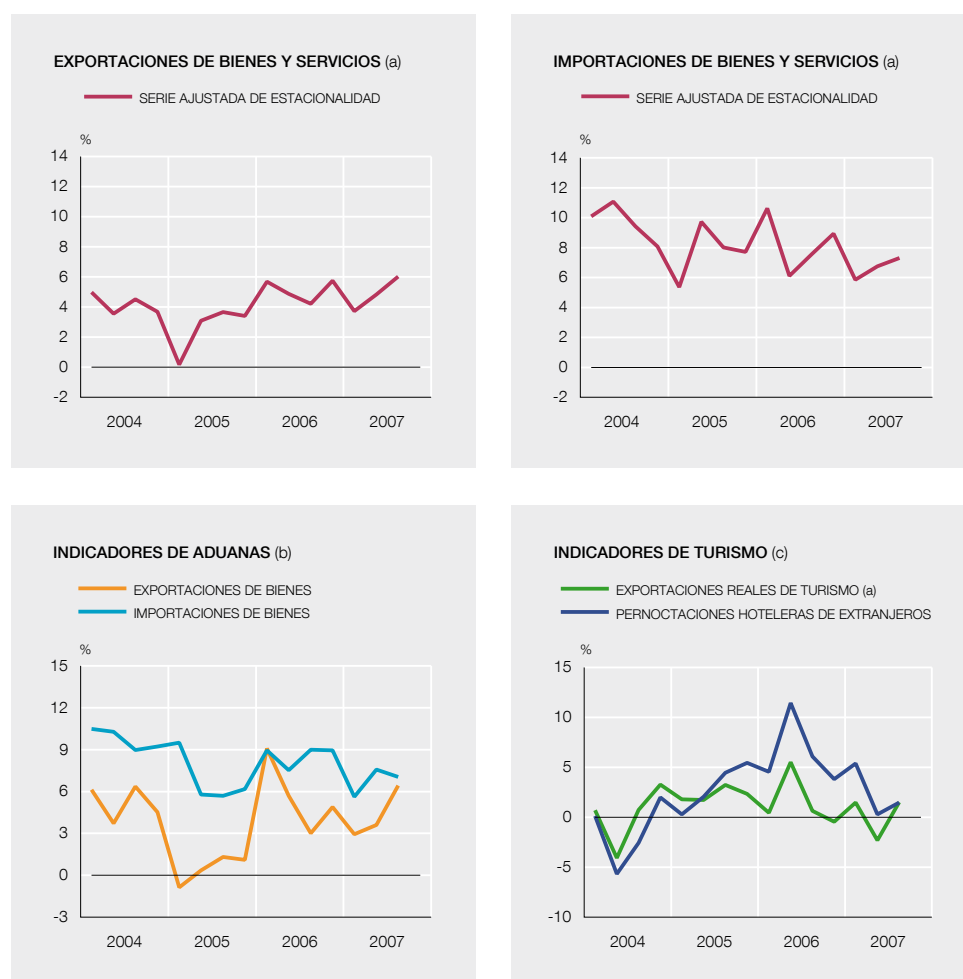 EXPORTACIONES DE BIENES Y SERVICIOS (a)
SERIE AJUSTADA DE ESTACIONALIDAD
%
14
12
10
8
6
4
2
0
-2
2004 2005 2006 2007
IMPORTACIONES DE BIENES Y SERVICIOS (a)
SERIE AJUSTADA DE ESTACIONALIDAD
%
14
12
10
8
6
4
2
0
-2
2004 2005 2006 2007
INDICADORES DE ADUANAS (b)
EXPORTACIONES DE BIENES
IMPORTACIONES DE BIENES
%
15
12
9
6
3
0
-3
2004 2005 2006 2007
INDICADORES DE TURISMO (c)
EXPORTACIONES REALES DE TURISMO (a)
PERNOCTACIONES HOTELERAS DE EXTRANJEROS
%
15
10
5
0
-5
-10
2004 2005 2006 2007